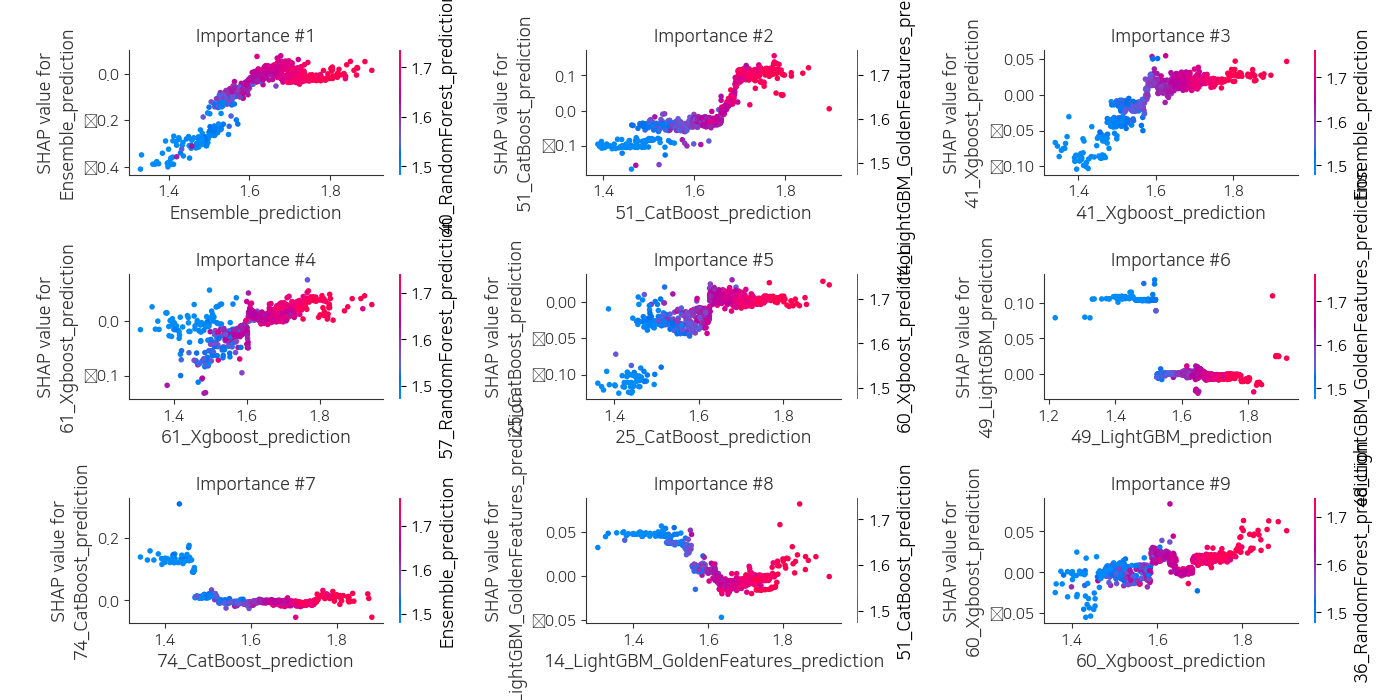 Importance #1
SHAP value for
Ensemble_prediction
0.0
0.2
0.4
1.4
1.6
1.8
Ensemble_prediction
1.7
1.6
1.5
40_RandomForest_prediction
Importance #2
SHAP value for
51_CatBoost_prediction
0.1
0.0
0.1
1.4
1.6
1.8
51_CatBoost_prediction
1.7
1.6
1.5
Importance #3
SHAP value for
41_Xgboost_prediction
0.05
0.00
0.05
0.10
1.4
1.6
1.8
41_Xgboost_prediction
1.7
1.6
1.5
Ensemble_prediction
Importance #4
SHAP value for
61_Xgboost_prediction
0.0
0.1
1.4
1.6
1.8
61_Xgboost_prediction
1.7
1.6
1.5
57_RandomForest_prediction
Importance #5
SHAP value for
25_CatBoost_prediction
0.00
0.05
0.10
1.4
1.6
1.8
25_CatBoost_prediction
1.7
1.6
1.5
60_Xgboost_prediction
Importance #6
SHAP value for
49_LightGBM_prediction
0.10
0.05
0.00
1.2
1.4
1.6
1.8
49_LightGBM_prediction
1.7
1.6
1.5
Importance #7
SHAP value for
74_CatBoost_prediction
0.2
0.0
1.4
1.6
1.8
74_CatBoost_prediction
1.7
1.6
1.5
Ensemble_prediction
Importance #8
SHAP value for
0.05
0.00
0.05
1.4
1.6
1.8
14_LightGBM_GoldenFeatures_prediction
1.7
1.6
1.5
51_CatBoost_prediction
Importance #9
SHAP value for
60_Xgboost_prediction
0.05
0.00
0.05
1.4
1.6
1.8
60_Xgboost_prediction
1.7
1.6
1.5
36_RandomForest_prediction